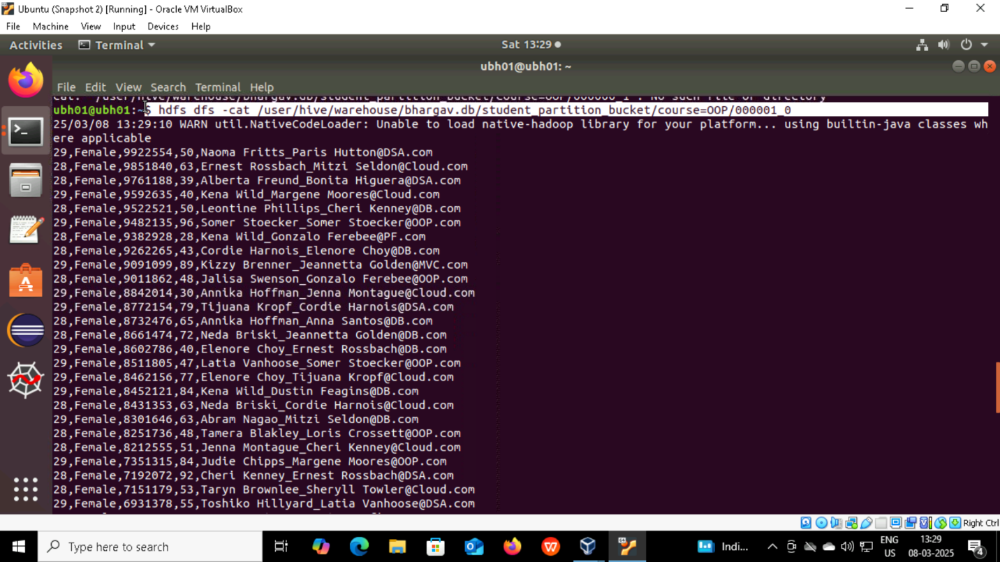 Ubuntu (Snapshot 2) [Running] - Oracle VM VirtualBox
File Machine View Input Devices Help
Activities Terminal Sat 13:29
ubh01@ubh01: ~
File Edit View Search Terminal Help
cat: `/user/hive/warehouse/bhargav.db/student_partition_bucket/course=OOP/000000_1': No such file or directory
ubh01@ubh01:~$ hdfs dfs -cat /user/hive/warehouse/bhargav.db/student_partition_bucket/course=OOP/000001_0
25/03/08 13:29:10 WARN util.NativeCodeLoader: Unable to load native-hadoop library for your platform... using builtin-java classes wh
ere applicable
29,Female,9922554,50,Naoma Fritts_Paris Hutton@DSA.com
28,Female,9851840,63,Ernest Rossbach_Mitzi Seldon@Cloud.com
28,Female,9761188,39,Alberta Freund_Bonita Higuera@DSA.com
29,Female,9592635,40,Kena Wild_Margene Moores@Cloud.com
28,Female,9522521,50,Leontine Phillips_Cheri Kenney@DB.com
29,Female,9482135,96,Somer Stoecker_Somer Stoecker@OOP.com
28,Female,9382928,28,Kena Wild_Gonzalo Ferebee@PF.com
28,Female,9262265,43,Cordie Harnois_Elenore Choy@DB.com
29,Female,9091099,89,Kizzy Brenner_Jeannetta Golden@MVC.com
28,Female,9011862,48,Jalisa Swenson_Gonzalo Ferebee@OOP.com
29,Female,8842014,30,Annika Hoffman_Jenna Montague@Cloud.com
29,Female,8772154,79,Tijuana Kropf_Cordie Harnois@DSA.com
28,Female,8732476,65,Annika Hoffman_Anna Santos@DB.com
28,Female,8661474,72,Neda Briski_Jeannetta Golden@DB.com
29,Female,8602786,40,Elenore Choy_Ernest Rossbach@DB.com
29,Female,8511805,47,Latia Vanhoose_Somer Stoecker@OOP.com
29,Female,8462156,77,Elenore Choy_Tijuana Kropf@Cloud.com
29,Female,8452121,84,Kena Wild_Dustin Feagins@DB.com
28,Female,8431353,63,Neda Briski_Cordie Harnois@Cloud.com
29,Female,8301646,63,Abram Nagao_Mitzi Seldon@DB.com
28,Female,8251736,48,Tamera Blakley_Loris Crossett@OOP.com
28,Female,8212555,51,Jenna Montague_Cheri Kenney@Cloud.com
29,Female,7351315,84,Judie Chipps_Margene Moores@OOP.com
28,Female,7192072,92,Cheri Kenney_Ernest Rossbach@DSA.com
28,Female,7151179,53,Taryn Brownlee_Sheryll Towler@Cloud.com
29,Female,6931378,55,Toshiko Hillyard_Latia Vanhoose@DSA.com
Right Ctrl
Type here to search
Indi...
ENG
US
13:29
08-03-2025
4